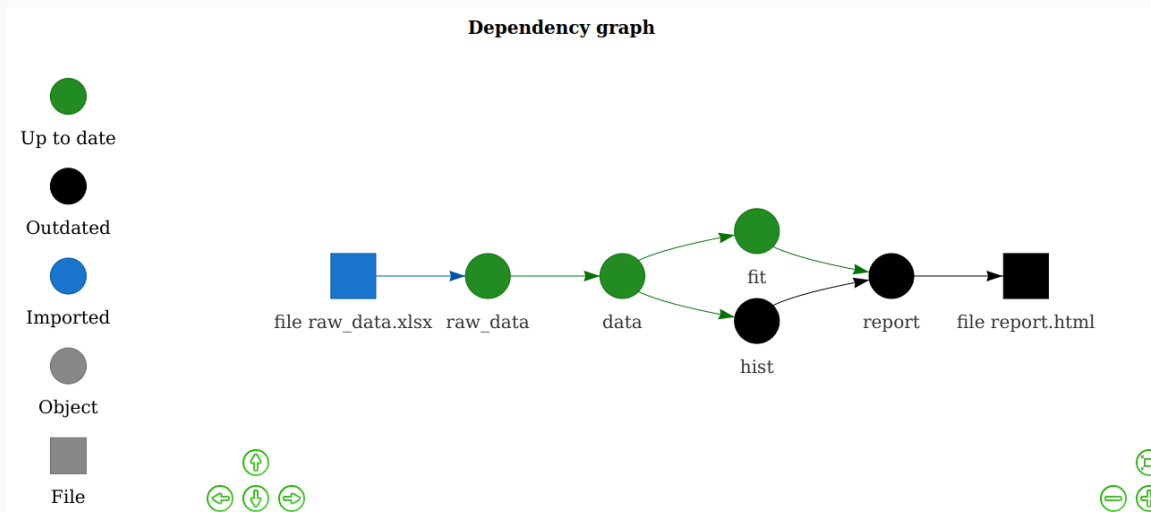 Dependency graph
Up to date
Outdated
Imported
Object
File
file raw_data.xlsx
raw_data
data
fit
hist
report
file report.html